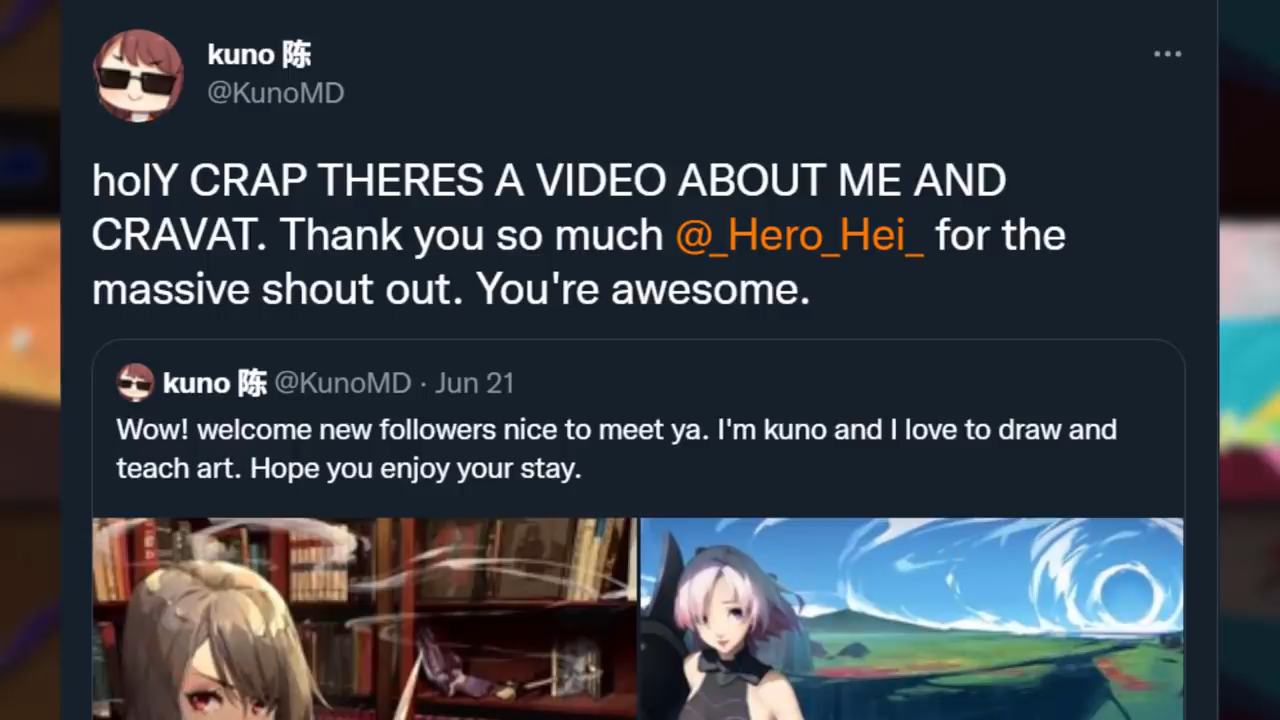 kuno 陈
@KunoMD
holY CRAP THERES A VIDEO ABOUT ME AND
CRAVAT. Thank you so much @_Hero_Hei_ for the
massive shout out. You're awesome.
kuno 陈 @KunoMD · Jun 21
Wow! welcome new followers nice to meet ya. I'm kuno and I love to draw and
teach art. Hope you enjoy your stay.